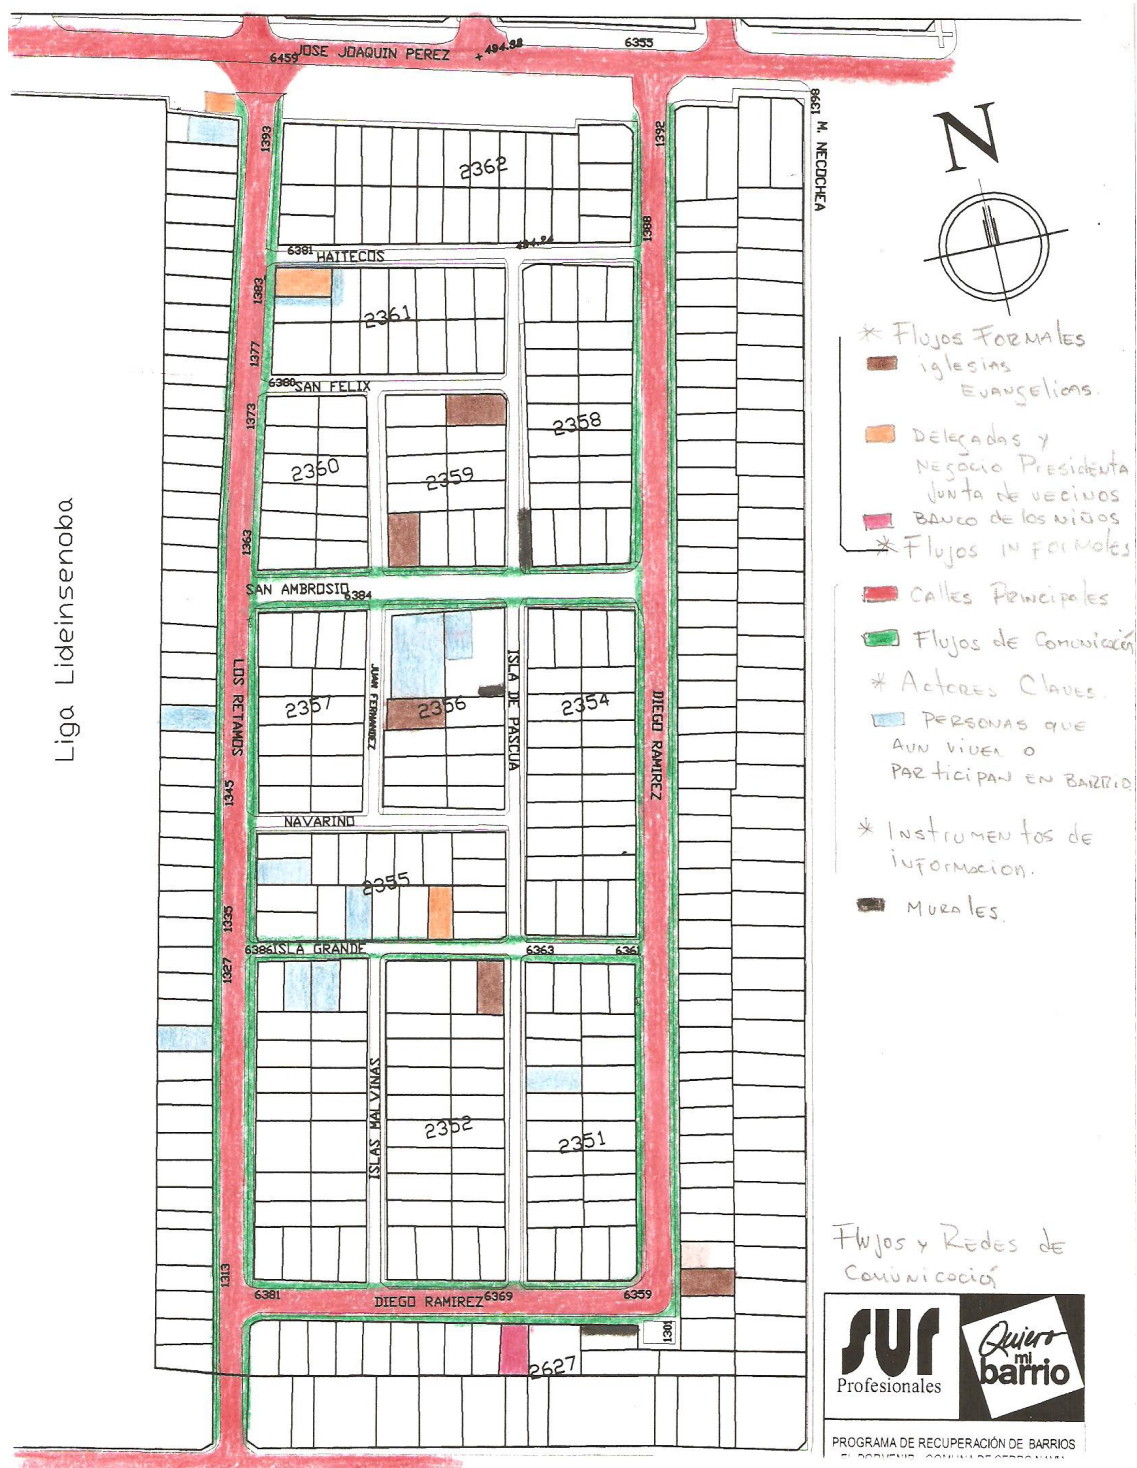 JOSE JOAQUIN PEREZ
494.98
6355
6459
1393
1392
1398
M. NECOCHEA
N
2362
1388
6381
HAITECOS
494.24
1383
2361
1377
6380
SAN FELIX
1373
2360
2359
2358
1363
SAN AMBROSIO
6384
Liga Lideinsenoba
LOS RETAMOS
2357
JUAN FERNANDEZ
2356
ISLA DE PASCUA
2354
DIEGO RAMIREZ
1345
NAVARINO
2355
1335
6386
ISLA GRANDE
6363
6361
1327
ISLAS MALVINAS
2352
2351
1313
6381
DIEGO RAMIREZ
6369
6359
1301
2627
* Flujos FORMAles
iglesias
EVANGElicas.
DElegadas y
NEgocio PresidEnta
JuntA de vecinos
BANCO de los NIÑOS
* Flujos INFORMAles
CAlles PRINCIPAles
Flujos de ComunicAción
* Actores Claves.
PERSONAS que
AUN VIVEN O
PARticipAN EN BARRIO
* INstRumeNtos de
iNFORmacion.
MURAles.
Flujos y REdes dE
ComunicAción
SUR
Profesionales
Quiero
mi
barrio
PROGRAMA DE RECUPERACIÓN DE BARRIOS